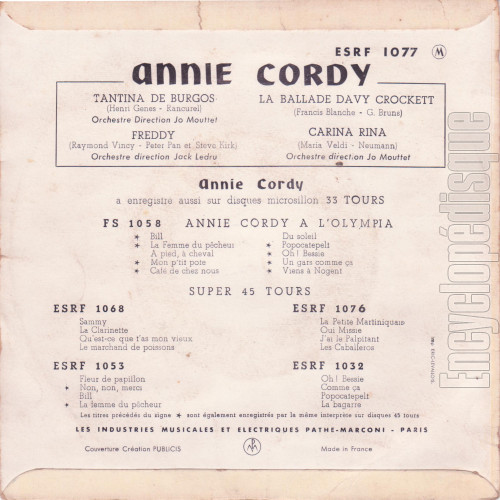 ESRF 1077 M
ANNIE CORDY
TANTINA DE BURGOS
(Henri Genes - Rancurel)
Orchestre Direction Jo Mouttet
LA BALLADE DAVY CROCKETT
(Francis Blanche - G. Bruns)
FREDDY
(Raymond Vincy - Peter Pan et Steve Kirk)
Orchestre direction Jack Ledru
CARINA RINA
(Maria Veldi - Neumann)
Orchestre direction Jo Mouttet
Annie Cordy
a enregistré aussi sur disques microsillon 33 TOURS
FS 1058 ANNIE CORDY A L'OLYMPIA
* Bill
* La Femme du pêcheur
A pied, à cheval
* Mon p'tit pote
* Café de chez nous
Du soleil
* Popocatepelt
* Oh ! Bessie
* Un gars comme ça
* Viens à Nogent
SUPER 45 TOURS
ESRF 1068
Sammy
La Clarinette
Qu'est-ce que t'as mon vieux
Le marchand de poissons
ESRF 1076
La Petite Martiniquais
Oui Missie
J'ai le Palpitant
Les Caballeros
ESRF 1053
Fleur de papillon
* Non, non, merci
Bill
* La femme du pêcheur
ESRF 1032
Oh ! Bessie
Comme ça
Popocatepelt
La bagarre
Les titres précédés du signe * sont également enregistrés par le même interprète sur disques 45 tours
LES INDUSTRIES MUSICALES ET ELECTRIQUES PATHE-MARCONI - PARIS
Couverture Création PUBLICIS
Made in France
Encyclopédisque